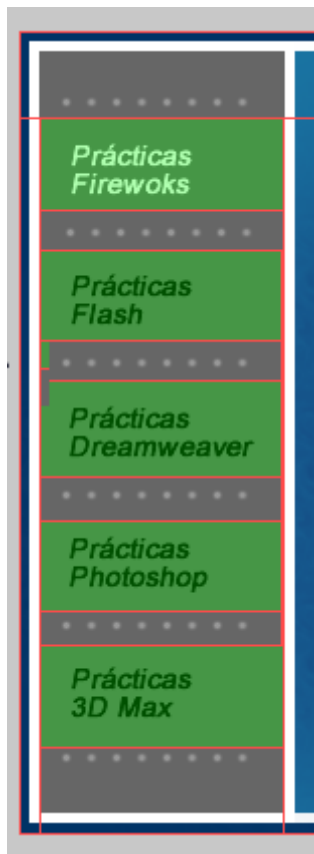 Prácticas
Firewoks
Prácticas
Flash
Prácticas
Dreamweaver
Prácticas
Photoshop
Prácticas
3D Max